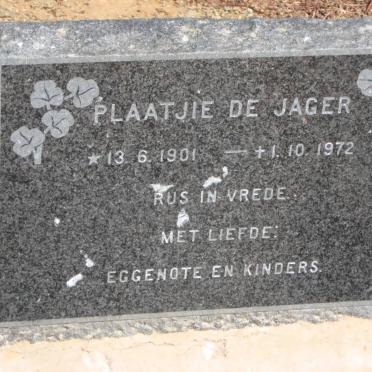 PLAATJIE DE JAGER
★13.6.1901 — +1.10.1972
RUS IN VREDE.
MET LIEFDE:
EGGENOTE EN KINDERS.